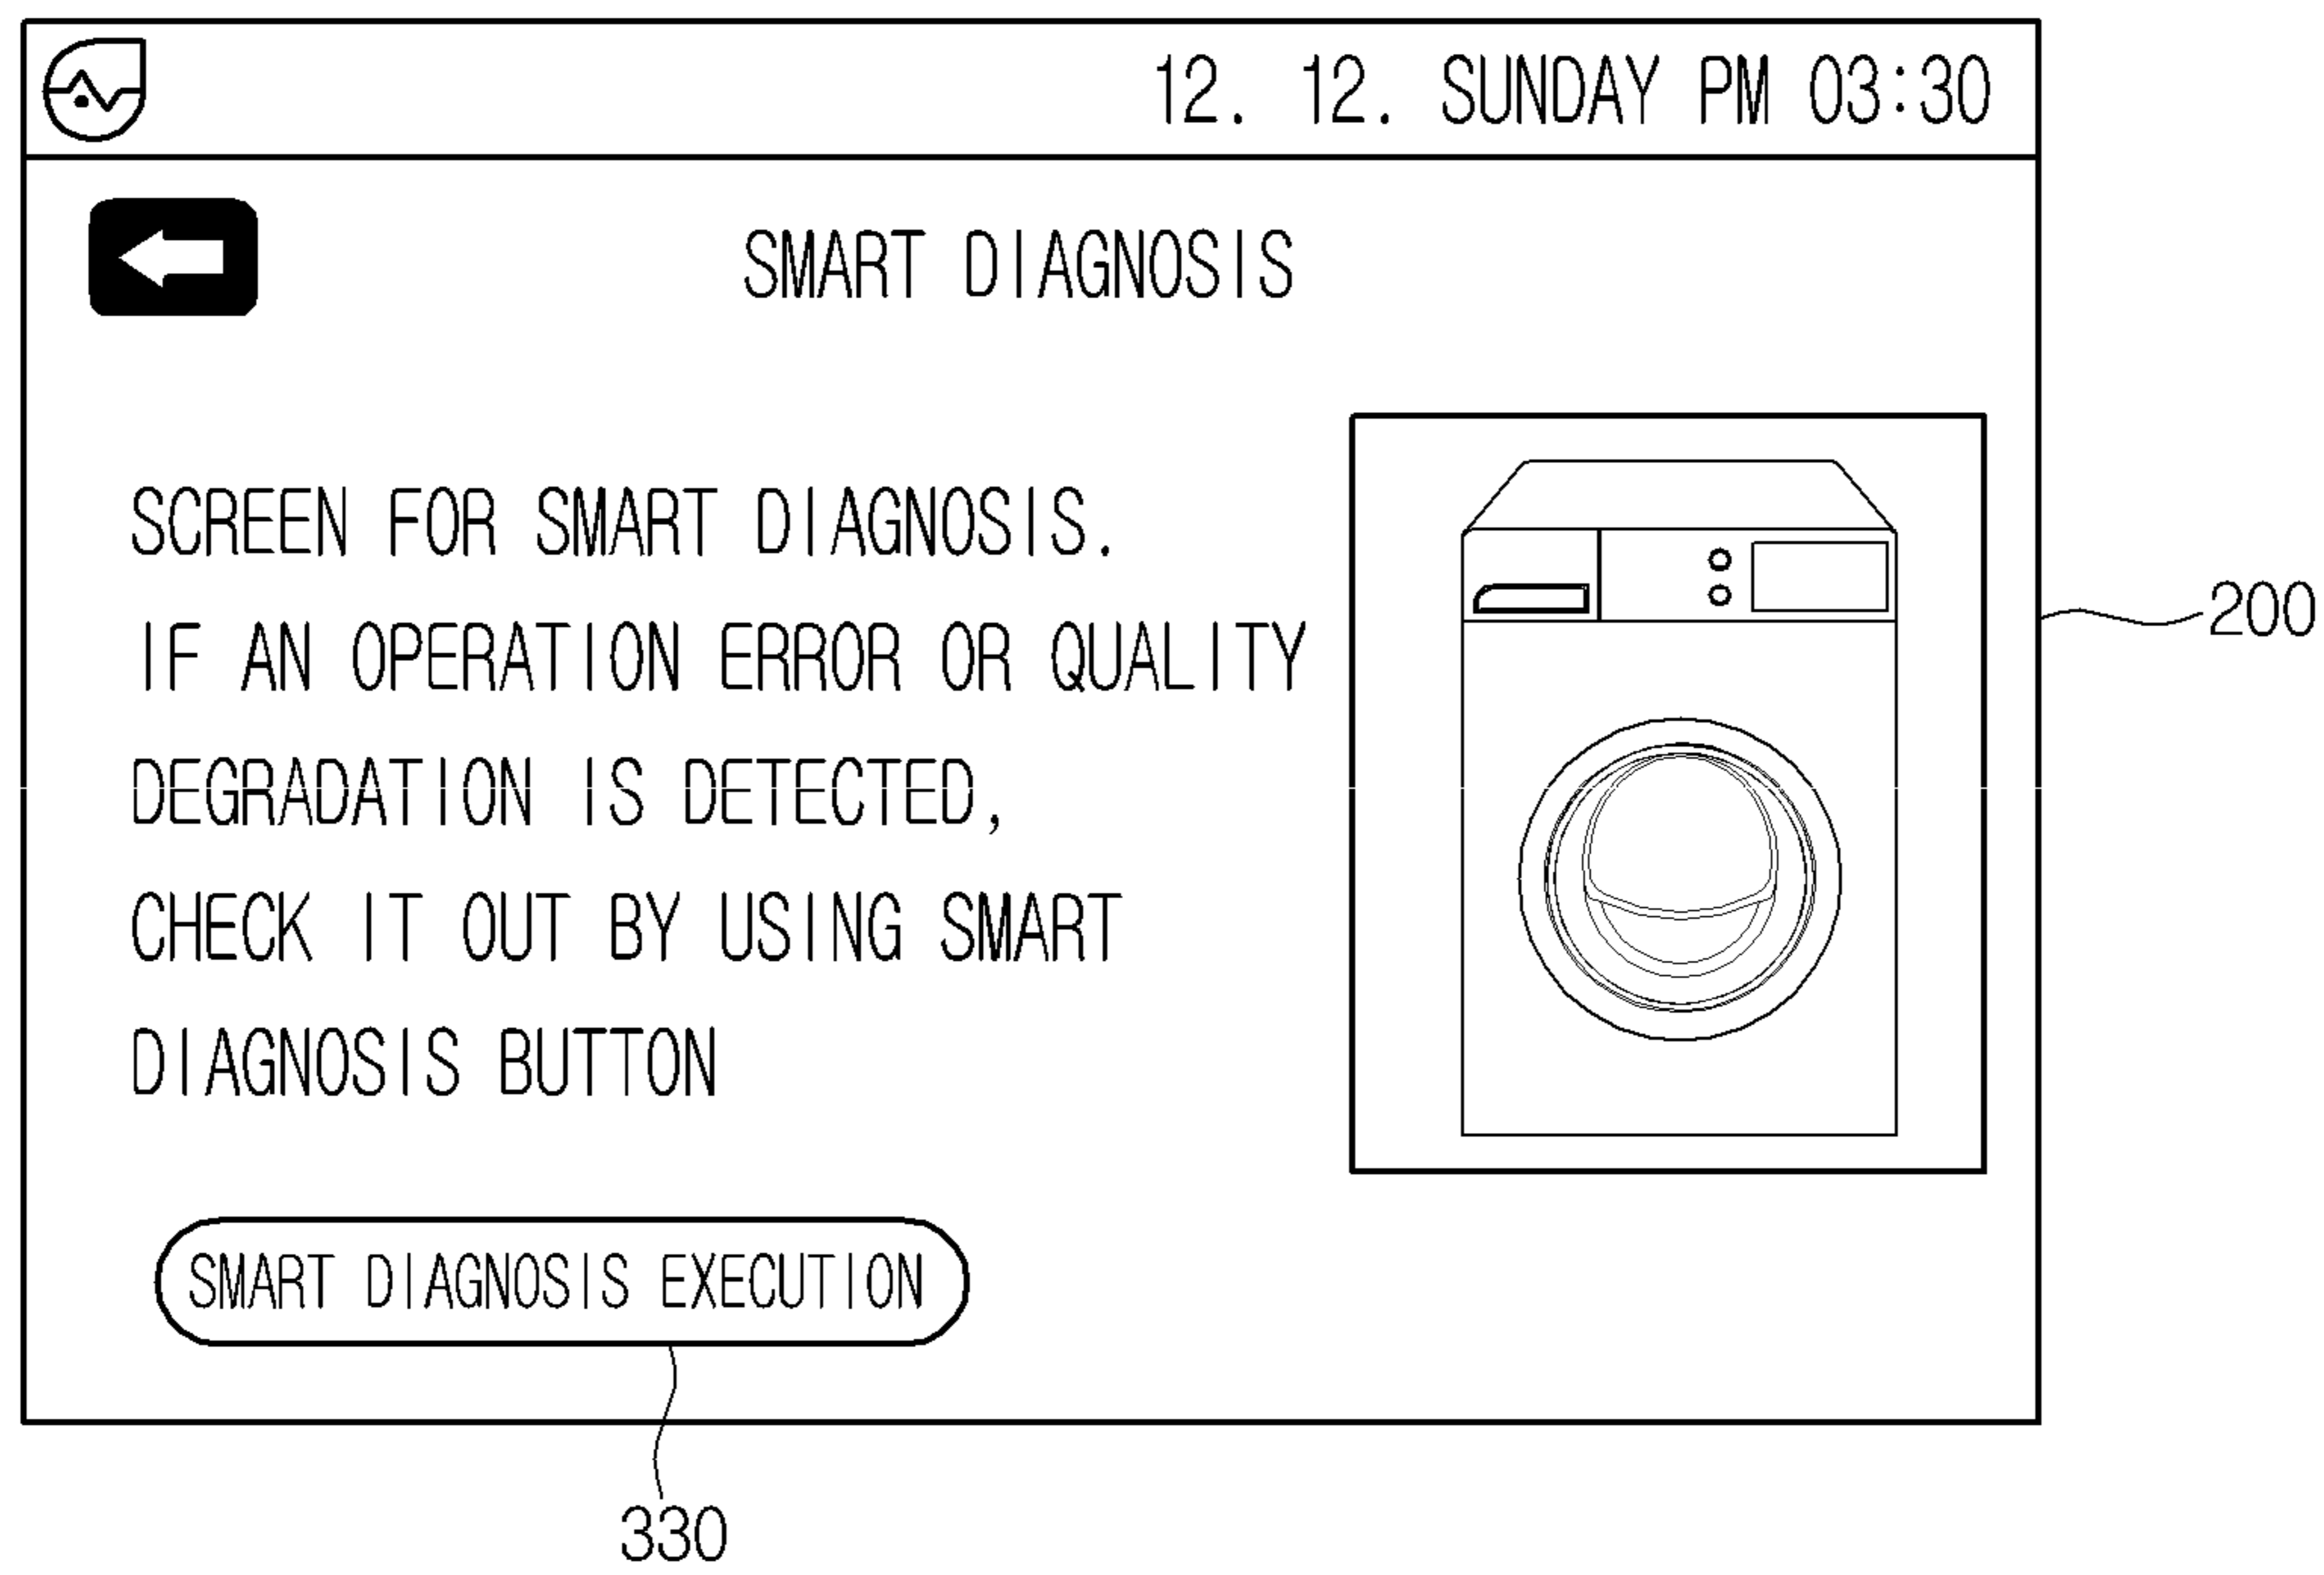 12. 12. SUNDAY PM 03:30
SMART DIAGNOSIS
SCREEN FOR SMART DIAGNOSIS.
IF AN OPERATION ERROR OR QUALITY
DEGRADATION IS DETECTED,
CHECK IT OUT BY USING SMART
DIAGNOSIS BUTTON
200
SMART DIAGNOSIS EXECUTION
330